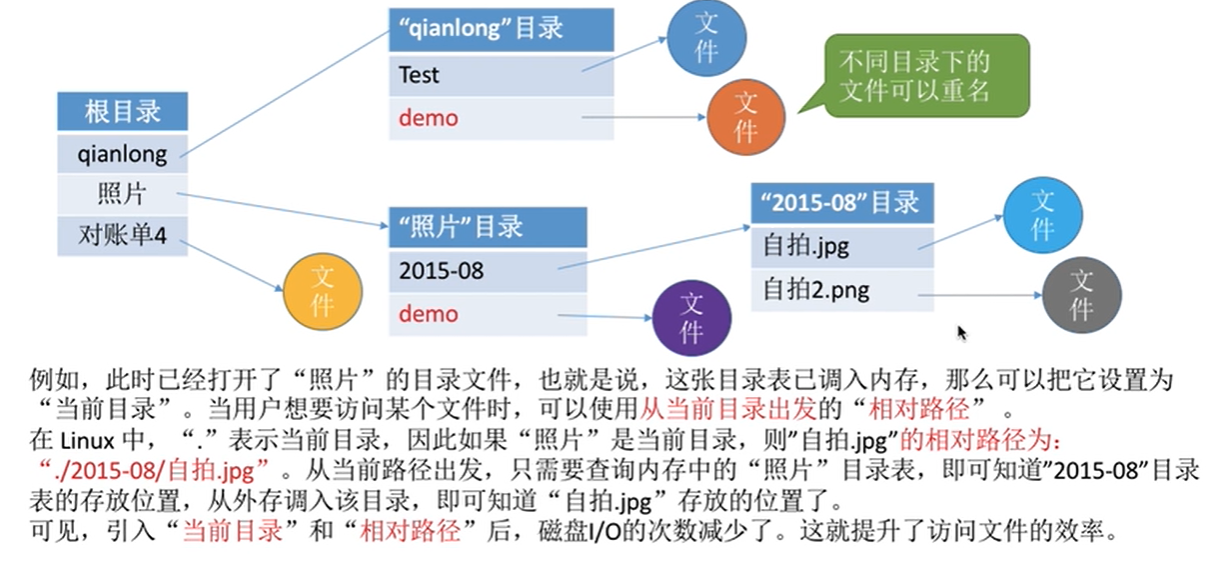 根目录
qianlong
照片
对账单4
“qianlong”目录
Test
demo
文
件
文
件
不同目录下的
文件可以重名
“照片”目录
2015-08
demo
文
件
文
件
“2015-08”目录
自拍.jpg
自拍2.png
文
件
文
件
例如，此时已经打开了“照片”的目录文件，也就是说，这张目录表已调入内存，那么可以把它设置为
“当前目录”。当用户想要访问某个文件时，可以使用从当前目录出发的“相对路径” 。
在 Linux 中，“.”表示当前目录，因此如果“照片”是当前目录，则”自拍.jpg”的相对路径为：
“./2015-08/自拍.jpg”。从当前路径出发，只需要查询内存中的“照片”目录表，即可知道”2015-08”目录
表的存放位置，从外存调入该目录，即可知道“自拍.jpg”存放的位置了。
可见，引入“当前目录”和“相对路径”后，磁盘I/O的次数减少了。这就提升了访问文件的效率。